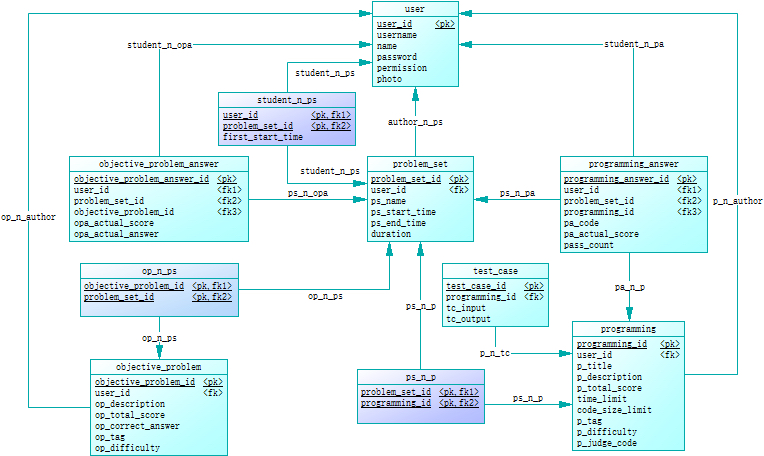 user
user_id <pk>
username
name
password
permission
photo
student_n_opa
student_n_pa
student_n_ps
student_n_ps
user_id <pk,fk1>
problem_set_id <pk,fk2>
first_start_time
author_n_ps
student_n_ps
objective_problem_answer
objective_problem_answer_id <pk>
user_id <fk1>
problem_set_id <fk2>
objective_problem_id <fk3>
opa_actual_score
opa_actual_answer
ps_n_opa
problem_set
problem_set_id <pk>
user_id <fk>
ps_name
ps_start_time
ps_end_time
duration
ps_n_pa
programming_answer
programming_answer_id <pk>
user_id <fk1>
problem_set_id <fk2>
programming_id <fk3>
pa_code
pa_actual_score
pass_count
op_n_author
p_n_author
op_n_ps
objective_problem_id <pk,fk1>
problem_set_id <pk,fk2>
op_n_ps
ps_n_p
test_case
test_case_id <pk>
programming_id <fk>
tc_input
tc_output
pa_n_p
op_n_ps
p_n_tc
objective_problem
objective_problem_id <pk>
user_id <fk>
op_description
op_total_score
op_correct_answer
op_tag
op_difficulty
ps_n_p
problem_set_id <pk,fk1>
programming_id <pk,fk2>
ps_n_p
programming
programming_id <pk>
user_id <fk>
p_title
p_description
p_total_score
time_limit
code_size_limit
p_tag
p_difficulty
p_judge_code